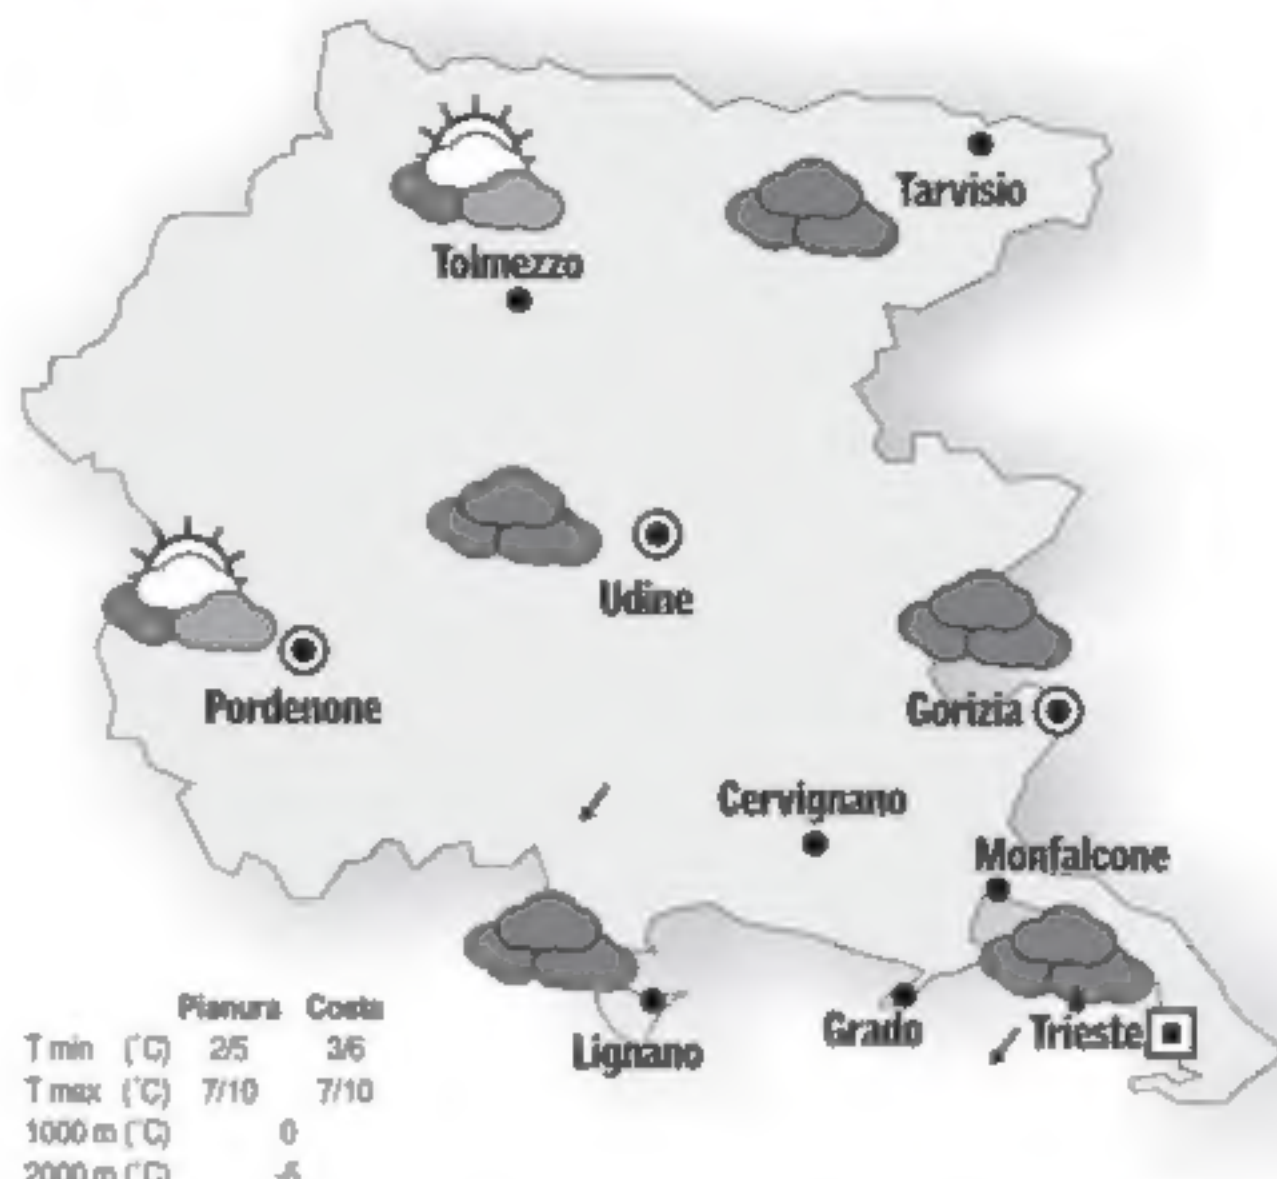 Tarvisio
Tolmezzo
Udine
Pordenone
Gorizia
Cervignano
Monfalcone
Grado
Trieste
Lignano
Pianura Costa
T min (°C) 2/5 3/6
T max (°C) 7/10 7/10
1000 m (°C) 0
2000 m (°C)